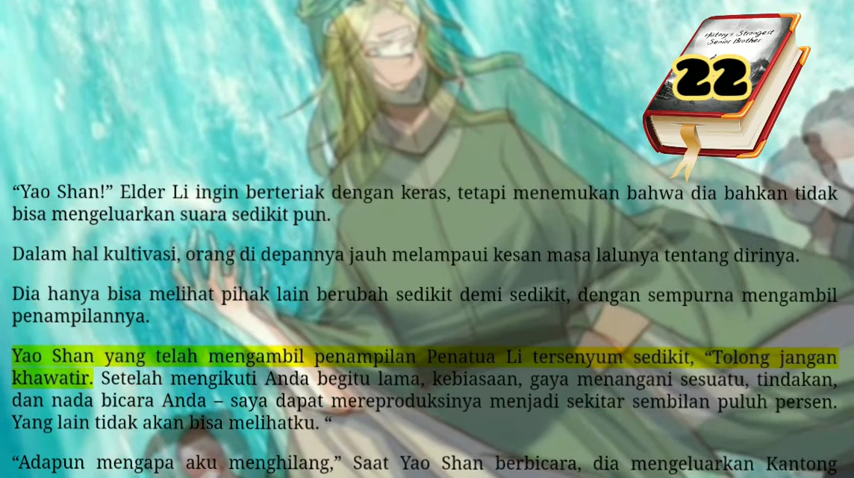 History's Strongest
Senior Brother
22
“Yao Shan!” Elder Li ingin berteriak dengan keras, tetapi menemukan bahwa dia bahkan tidak
bisa mengeluarkan suara sedikit pun.
Dalam hal kultivasi, orang di depannya jauh melampaui kesan masa lalunya tentang dirinya.
Dia hanya bisa melihat pihak lain berubah sedikit demi sedikit, dengan sempurna mengambil
penampilannya.
Yao Shan yang telah mengambil penampilan Penatua Li tersenyum sedikit, “Tolong jangan
khawatir. Setelah mengikuti Anda begitu lama, kebiasaan, gaya menangani sesuatu, tindakan,
dan nada bicara Anda – saya dapat mereproduksinya menjadi sekitar sembilan puluh persen.
Yang lain tidak akan bisa melihatku. “
“Adapun mengapa aku menghilang,” Saat Yao Shan berbicara, dia mengeluarkan Kantong